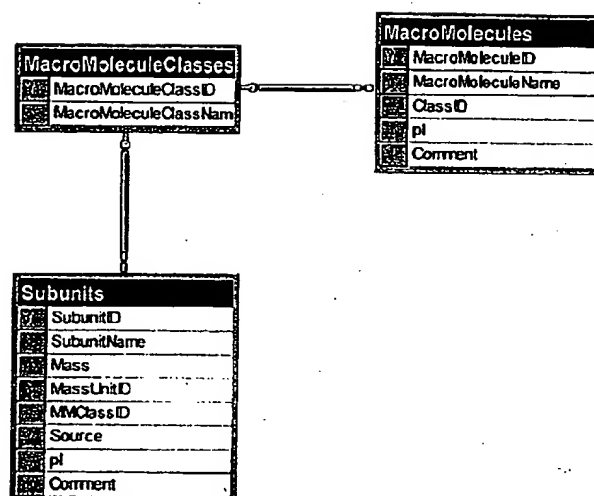 MacroMoleculeClasses
MacroMoleculeClassID
MacroMoleculeClassNam
MacroMolecules
MacroMoleculeID
MacroMoleculeName
ClassID
pI
Comment
Subunits
SubunitID
SubunitName
Mass
MassUnitID
MMClassID
Source
pI
Comment